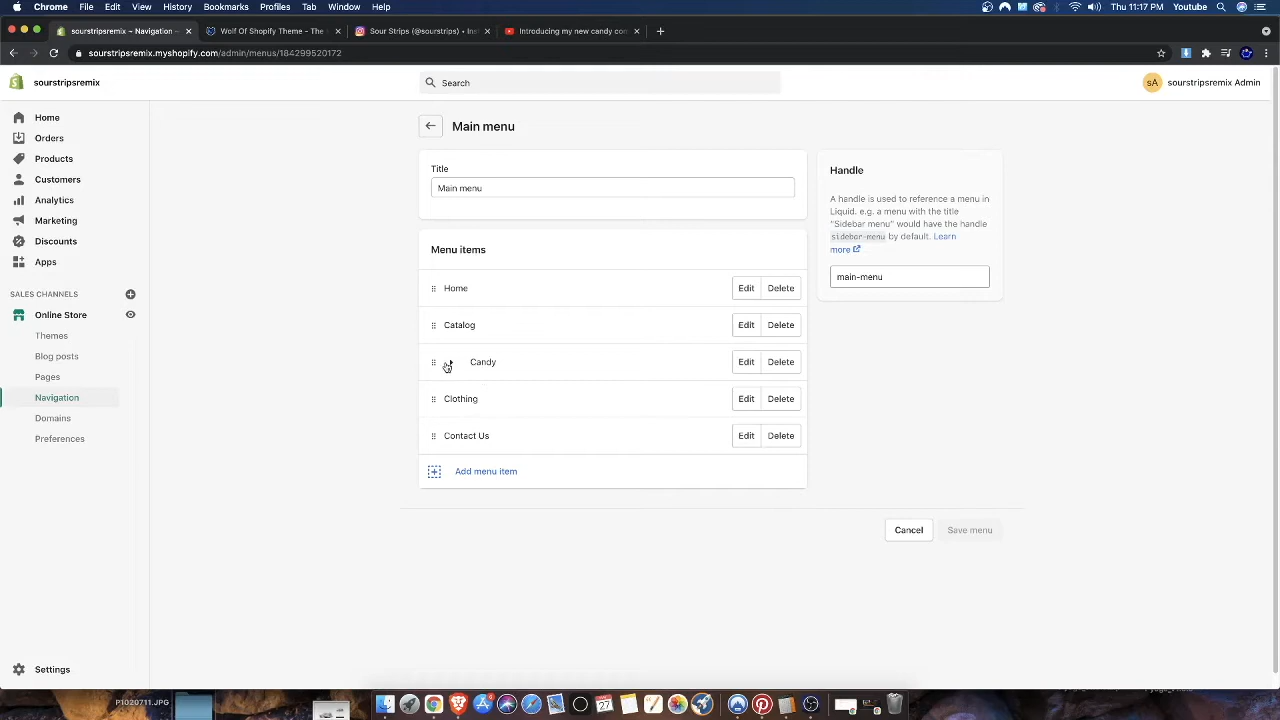 Chrome File Edit View History Bookmarks Profiles Tab Window Help Thu 11:17 PM Youtube
sourstripsremix ~ Navigation ~ Wolf Of Shopify Theme - The Sour Strips (@sourstrips) • Ins Introducing my new candy com
sourstripsremix.myshopify.com/admin/menus/184299520172
sourstripsremix
Search
sA sourstripsremix Admin
Home
Orders
Products
Customers
Analytics
Marketing
Discounts
Apps
SALES CHANNELS
Online Store
Themes
Blog posts
Pages
Navigation
Domains
Preferences
Settings
Main menu
Title
Main menu
Menu items
Home Edit Delete
Catalog Edit Delete
Candy Edit Delete
Clothing Edit Delete
Contact Us Edit Delete
Add menu item
Handle
A handle is used to reference a menu in
Liquid. e.g. a menu with the title
"Sidebar menu" would have the handle
sidebar-menu by default. Learn
more
main-menu
Cancel Save menu
P1020711.JPG
27